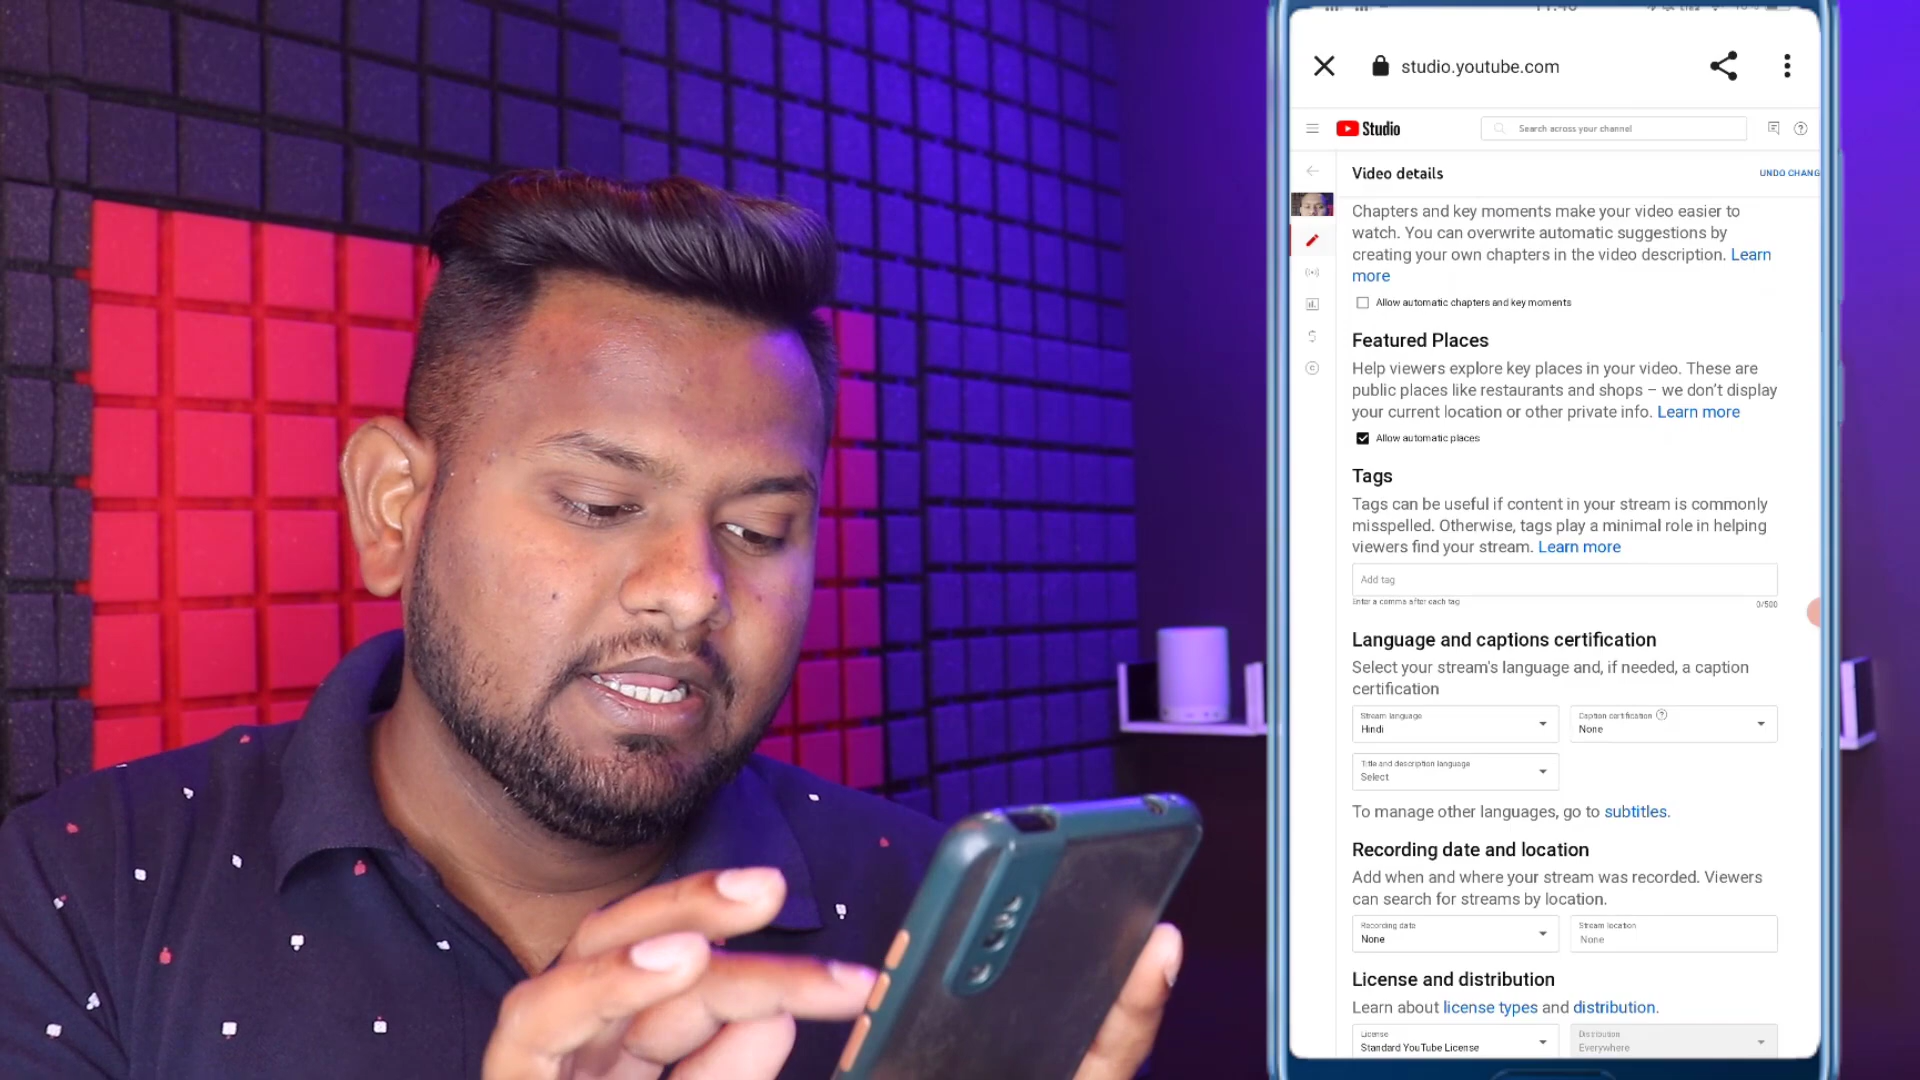 studio.youtube.com
Studio
Search across your channel
Video details
UNDO CHANG
Chapters and key moments make your video easier to
watch. You can overwrite automatic suggestions by
creating your own chapters in the video description. Learn
more
Allow automatic chapters and key moments
Featured Places
Help viewers explore key places in your video. These are
public places like restaurants and shops – we don't display
your current location or other private info. Learn more
Allow automatic places
Tags
Tags can be useful if content in your stream is commonly
misspelled. Otherwise, tags play a minimal role in helping
viewers find your stream. Learn more
Add tag
Enter a comma after each tag
0/500
Language and captions certification
Select your stream's language and, if needed, a caption
certification
Stream language
Hindi
Caption certification
None
Title and description language
Select
To manage other languages, go to subtitles.
Recording date and location
Add when and where your stream was recorded. Viewers
can search for streams by location.
Recording date
None
Stream location
None
License and distribution
Learn about license types and distribution.
License
Standard YouTube License
Distribution
Everywhere